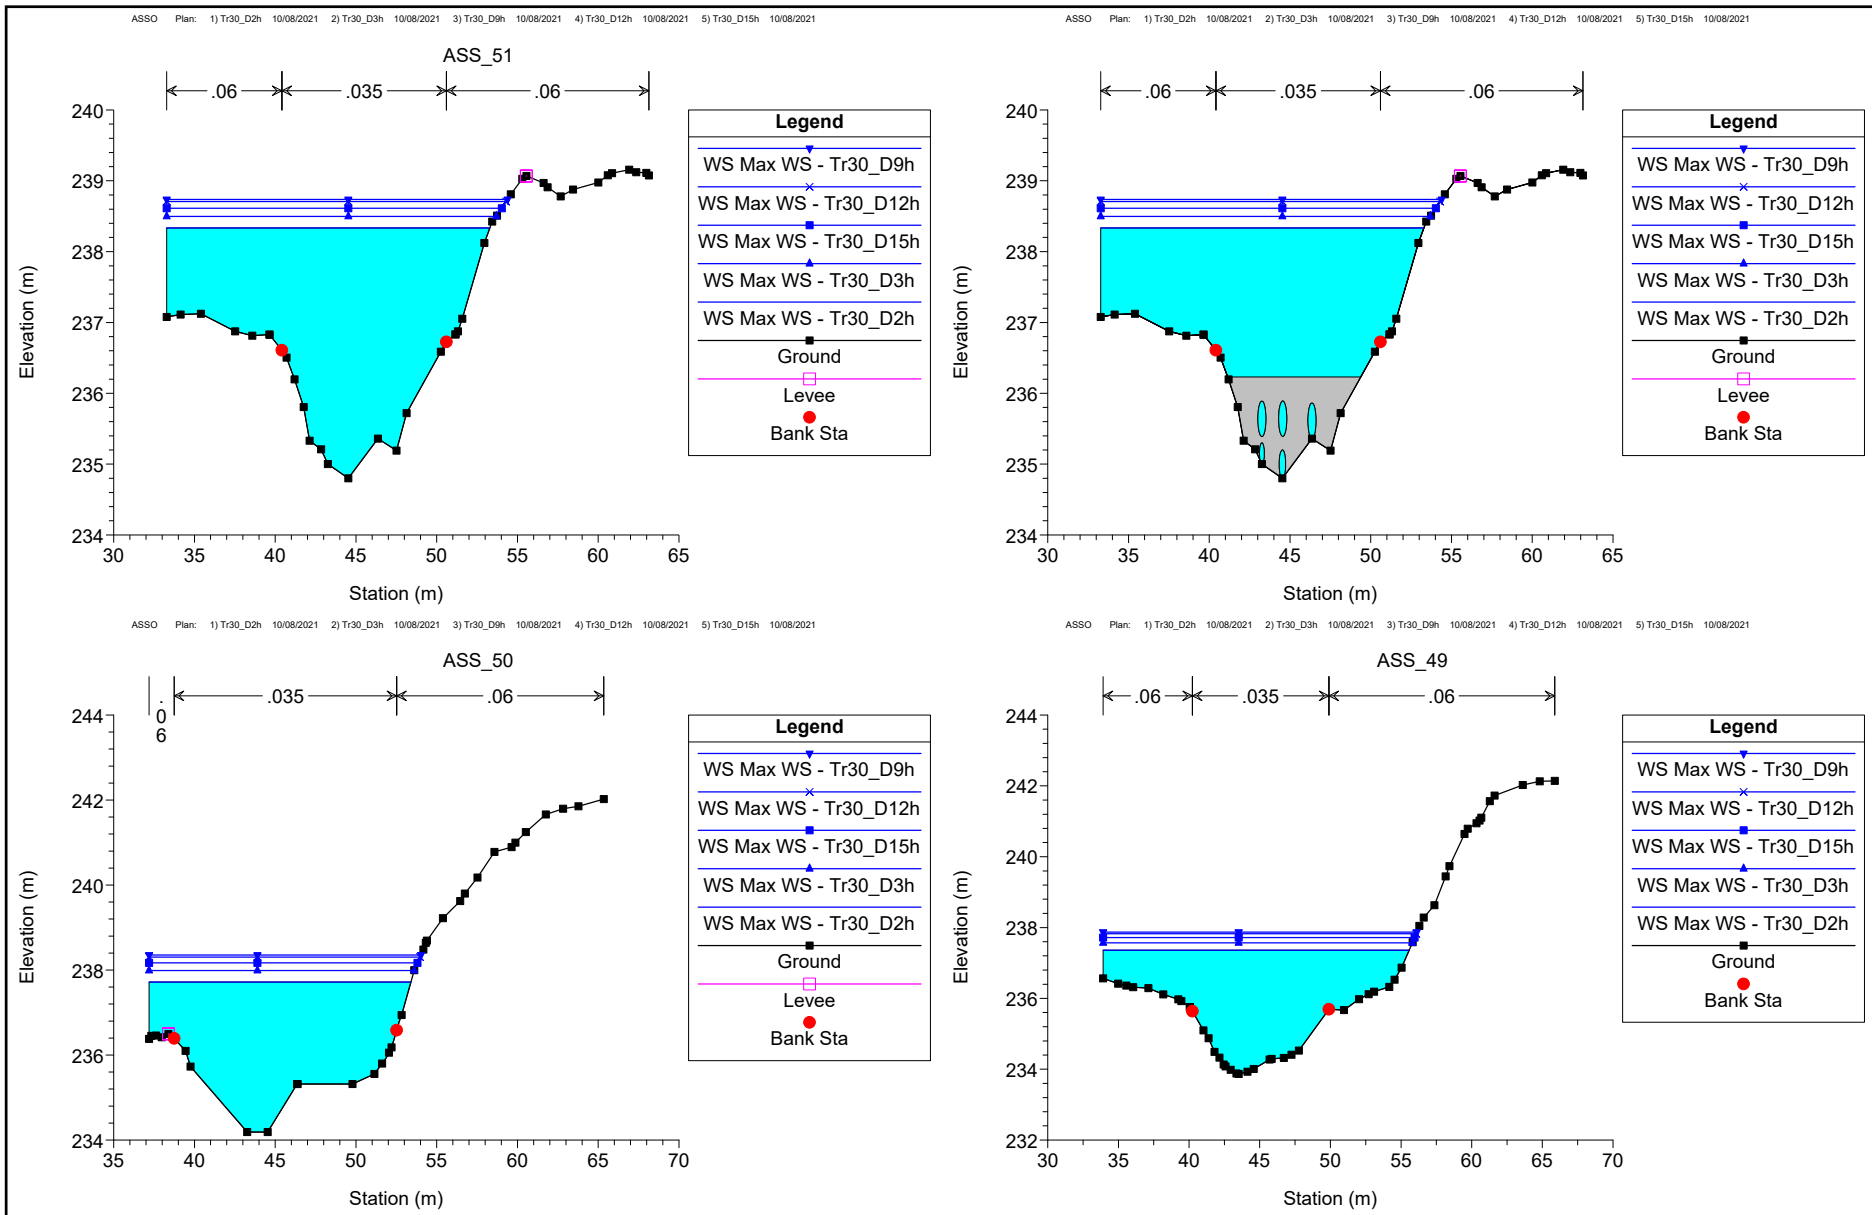 ASSO Plan: 1) Tr30_D2h 10/08/2021 2) Tr30_D3h 10/08/2021 3) Tr30_D9h 10/08/2021 4) Tr30_D12h 10/08/2021 5) Tr30_D15h 10/08/2021
ASS_51
.06 .035 .06
240
239
238
237
236
235
234
30 35 40 45 50 55 60 65
Elevation (m)
Station (m)
Legend
WS Max WS - Tr30_D9h
WS Max WS - Tr30_D12h
WS Max WS - Tr30_D15h
WS Max WS - Tr30_D3h
WS Max WS - Tr30_D2h
Ground
Levee
Bank Sta
ASSO Plan: 1) Tr30_D2h 10/08/2021 2) Tr30_D3h 10/08/2021 3) Tr30_D9h 10/08/2021 4) Tr30_D12h 10/08/2021 5) Tr30_D15h 10/08/2021
.06 .035 .06
240
239
238
237
236
235
234
30 35 40 45 50 55 60 65
Elevation (m)
Station (m)
Legend
WS Max WS - Tr30_D9h
WS Max WS - Tr30_D12h
WS Max WS - Tr30_D15h
WS Max WS - Tr30_D3h
WS Max WS - Tr30_D2h
Ground
Levee
Bank Sta
ASSO Plan: 1) Tr30_D2h 10/08/2021 2) Tr30_D3h 10/08/2021 3) Tr30_D9h 10/08/2021 4) Tr30_D12h 10/08/2021 5) Tr30_D15h 10/08/2021
ASS_50
.06 .035 .06
244
242
240
238
236
234
35 40 45 50 55 60 65 70
Elevation (m)
Station (m)
Legend
WS Max WS - Tr30_D9h
WS Max WS - Tr30_D12h
WS Max WS - Tr30_D15h
WS Max WS - Tr30_D3h
WS Max WS - Tr30_D2h
Ground
Levee
Bank Sta
ASSO Plan: 1) Tr30_D2h 10/08/2021 2) Tr30_D3h 10/08/2021 3) Tr30_D9h 10/08/2021 4) Tr30_D12h 10/08/2021 5) Tr30_D15h 10/08/2021
ASS_49
.06 .035 .06
244
242
240
238
236
234
232
30 35 40 45 50 55 60 65 70
Elevation (m)
Station (m)
Legend
WS Max WS - Tr30_D9h
WS Max WS - Tr30_D12h
WS Max WS - Tr30_D15h
WS Max WS - Tr30_D3h
WS Max WS - Tr30_D2h
Ground
Bank Sta